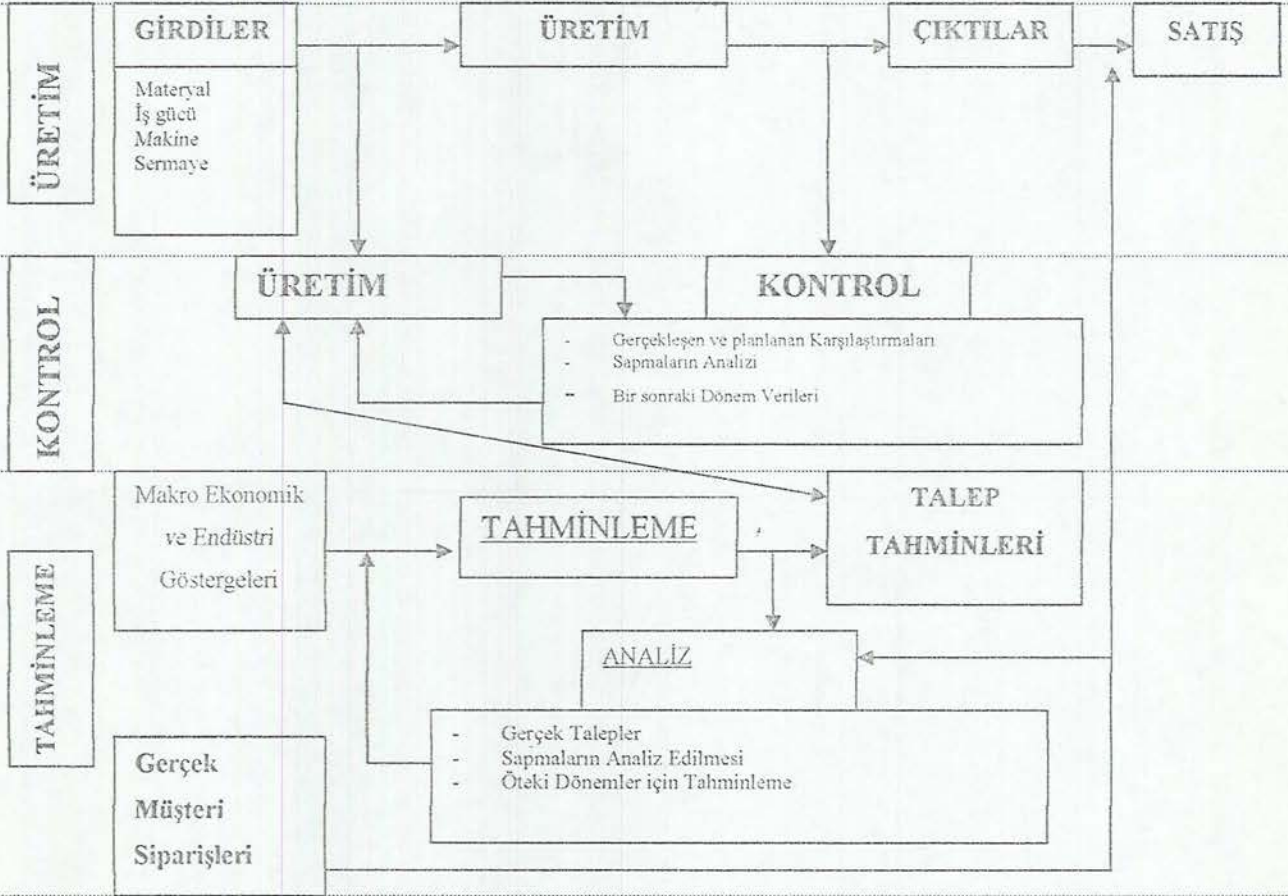 ÜRETİM
GİRDİLER
Materyal
İş gücü
Makine
Sermaye
ÜRETİM
ÇIKTILAR
SATIŞ
KONTROL
ÜRETİM
KONTROL
- Gerçekleşen ve planlanan Karşılaştırmaları
- Sapmaların Analizi
- Bir sonraki Dönem Verileri
TAHMİNLEME
Makro Ekonomik
ve Endüstri
Göstergeleri
TAHMİNLEME
TALEP
TAHMİNLERİ
ANALİZ
- Gerçek Talepler
- Sapmaların Analiz Edilmesi
- Öteki Dönemler için Tahminleme
Gerçek
Müşteri
Siparişleri